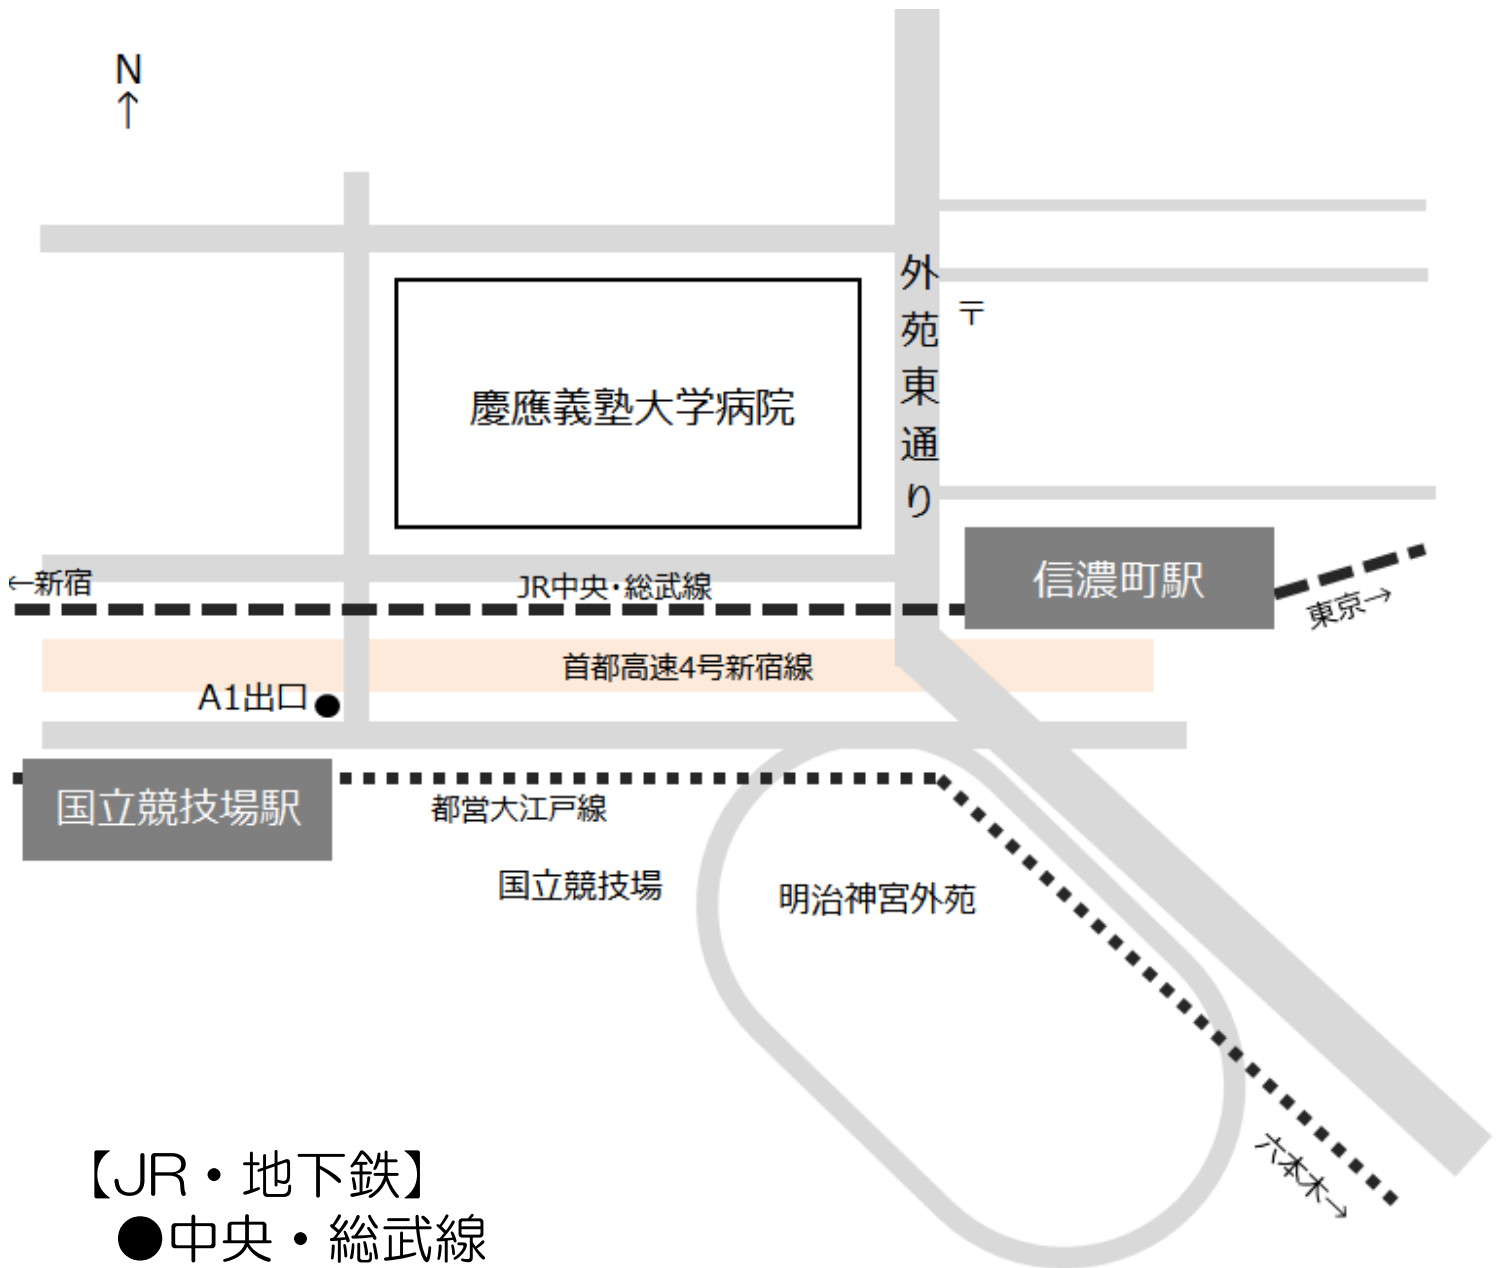 N
↑
外苑東通り
〒
慶應義塾大学病院
←新宿
JR中央・総武線
信濃町駅
東京→
首都高速4号新宿線
A1出口
国立競技場駅
都営大江戸線
国立競技場
明治神宮外苑
六本木→
【JR・地下鉄】
●中央・総武線